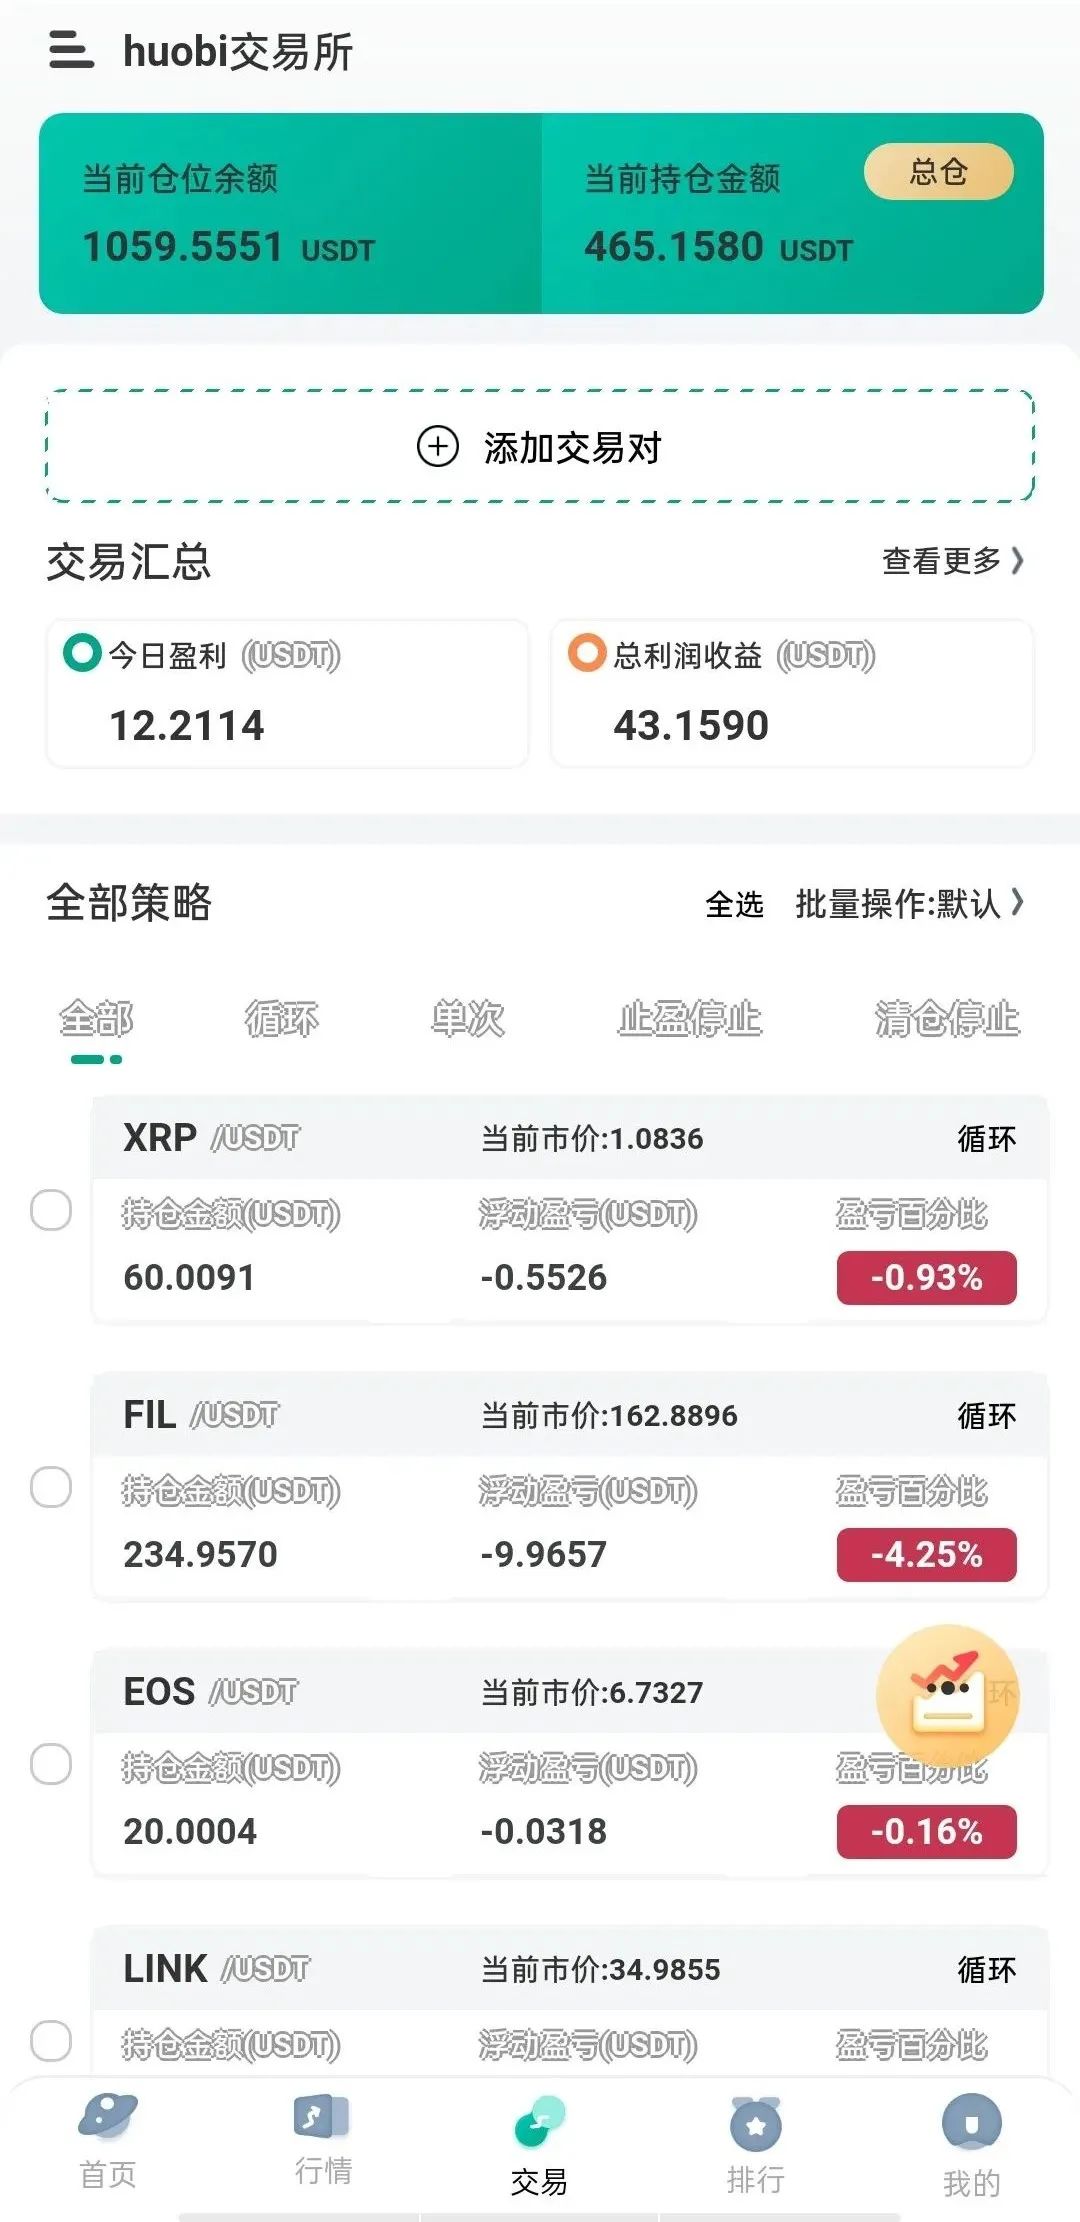 huobi交易所
当前仓位余额
1059.5551 USDT
当前持仓金额
465.1580 USDT
总仓
添加交易对
交易汇总
查看更多
今日盈利 (USDT)
12.2114
总利润收益 (USDT)
43.1590
全部策略
全选 批量操作:默认
全部 循环 单次 止盈停止 清仓停止
XRP /USDT 当前市价:1.0836 循环
持仓金额(USDT) 浮动盈亏(USDT) 盈亏百分比
60.0091 -0.5526 -0.93%
FIL /USDT 当前市价:162.8896 循环
持仓金额(USDT) 浮动盈亏(USDT) 盈亏百分比
234.9570 -9.9657 -4.25%
EOS /USDT 当前市价:6.7327 环
持仓金额(USDT) 浮动盈亏(USDT) 盈亏百分比
20.0004 -0.0318 -0.16%
LINK /USDT 当前市价:34.9855 循环
持仓金额(USDT) 浮动盈亏(USDT) 盈亏百分比
首页 行情 交易 排行 我的